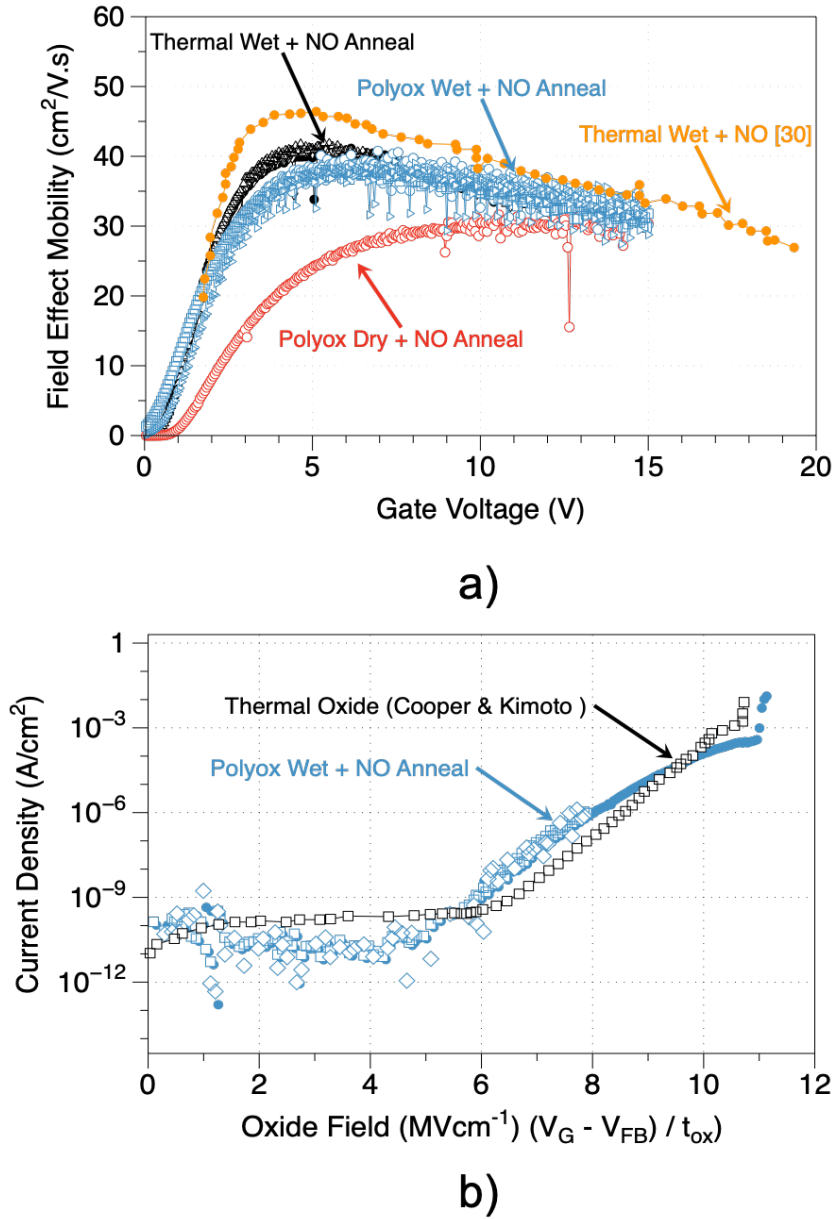 60
Thermal Wet + NO Anneal
50
Polyox Wet + NO Anneal
Thermal Wet + NO [30]
40
30
20
Polyox Dry + NO Anneal
10
0
0 5 10 15 20
Field Effect Mobility (cm²/V.s)
Gate Voltage (V)
a)
1
Thermal Oxide (Cooper & Kimoto )
10⁻³
Polyox Wet + NO Anneal
10⁻⁶
10⁻⁹
10⁻¹²
Current Density (A/cm²)
0 2 4 6 8 10 12
Oxide Field (MVcm⁻¹) (V_G - V_FB) / t_ox)
b)